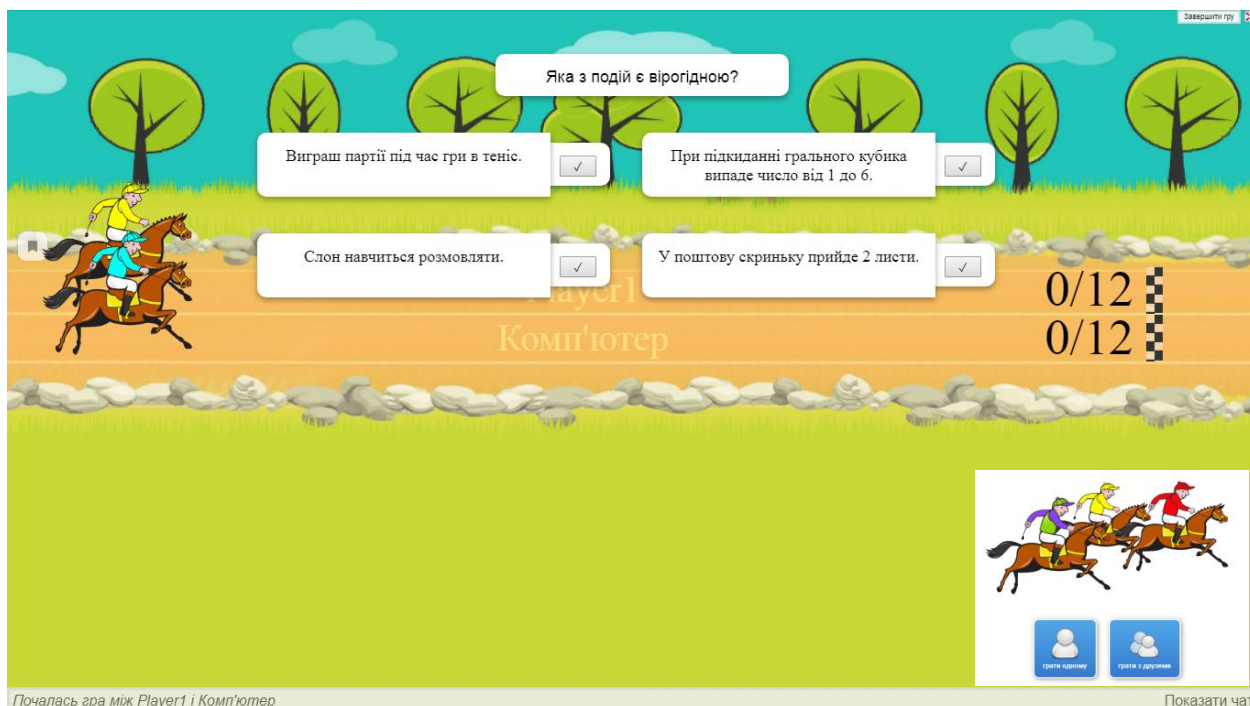 Завершити гру
Яка з подій є вірогідною?
Виграш партії під час гри в теніс.
При підкиданні грального кубика
випаде число від 1 до 6.
Слон навчиться розмовляти.
У поштову скриньку прийде 2 листи.
Player1
0/12
Комп'ютер
0/12
грати одному
грати з друзями
Почалась гра між Player1 і Комп'ютер
Показати чат